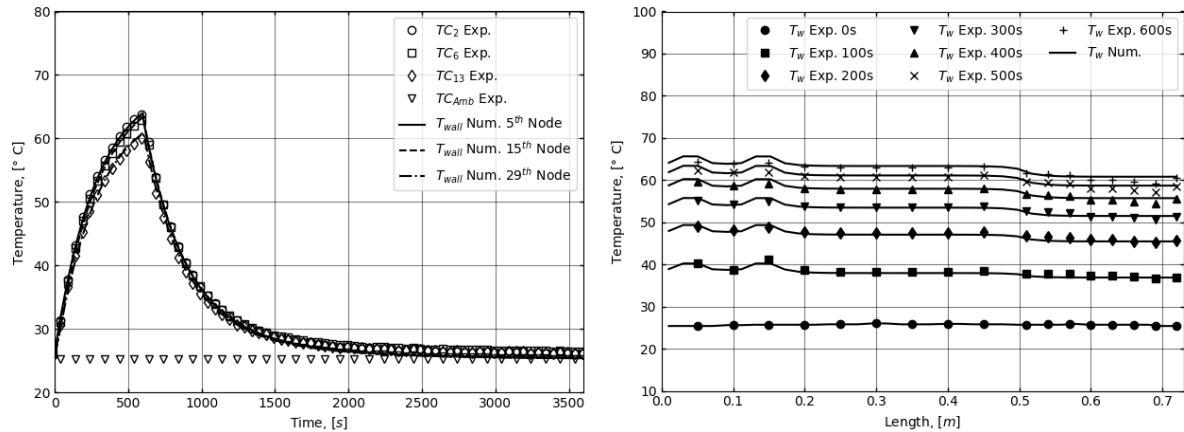 80
70
60
50
40
30
20
Temperature, [° C]
0
500
1000
1500
2000
2500
3000
3500
Time, [s]
TC2 Exp.
TC6 Exp.
TC13 Exp.
TCAmb Exp.
Twall Num. 5th Node
Twall Num. 15th Node
Twall Num. 29th Node
100
90
80
70
60
50
40
30
20
10
Temperature, [° C]
0.0
0.1
0.2
0.3
0.4
0.5
0.6
0.7
Length, [m]
Tw Exp. 0s
Tw Exp. 100s
Tw Exp. 200s
Tw Exp. 300s
Tw Exp. 400s
Tw Exp. 500s
Tw Exp. 600s
Tw Num.